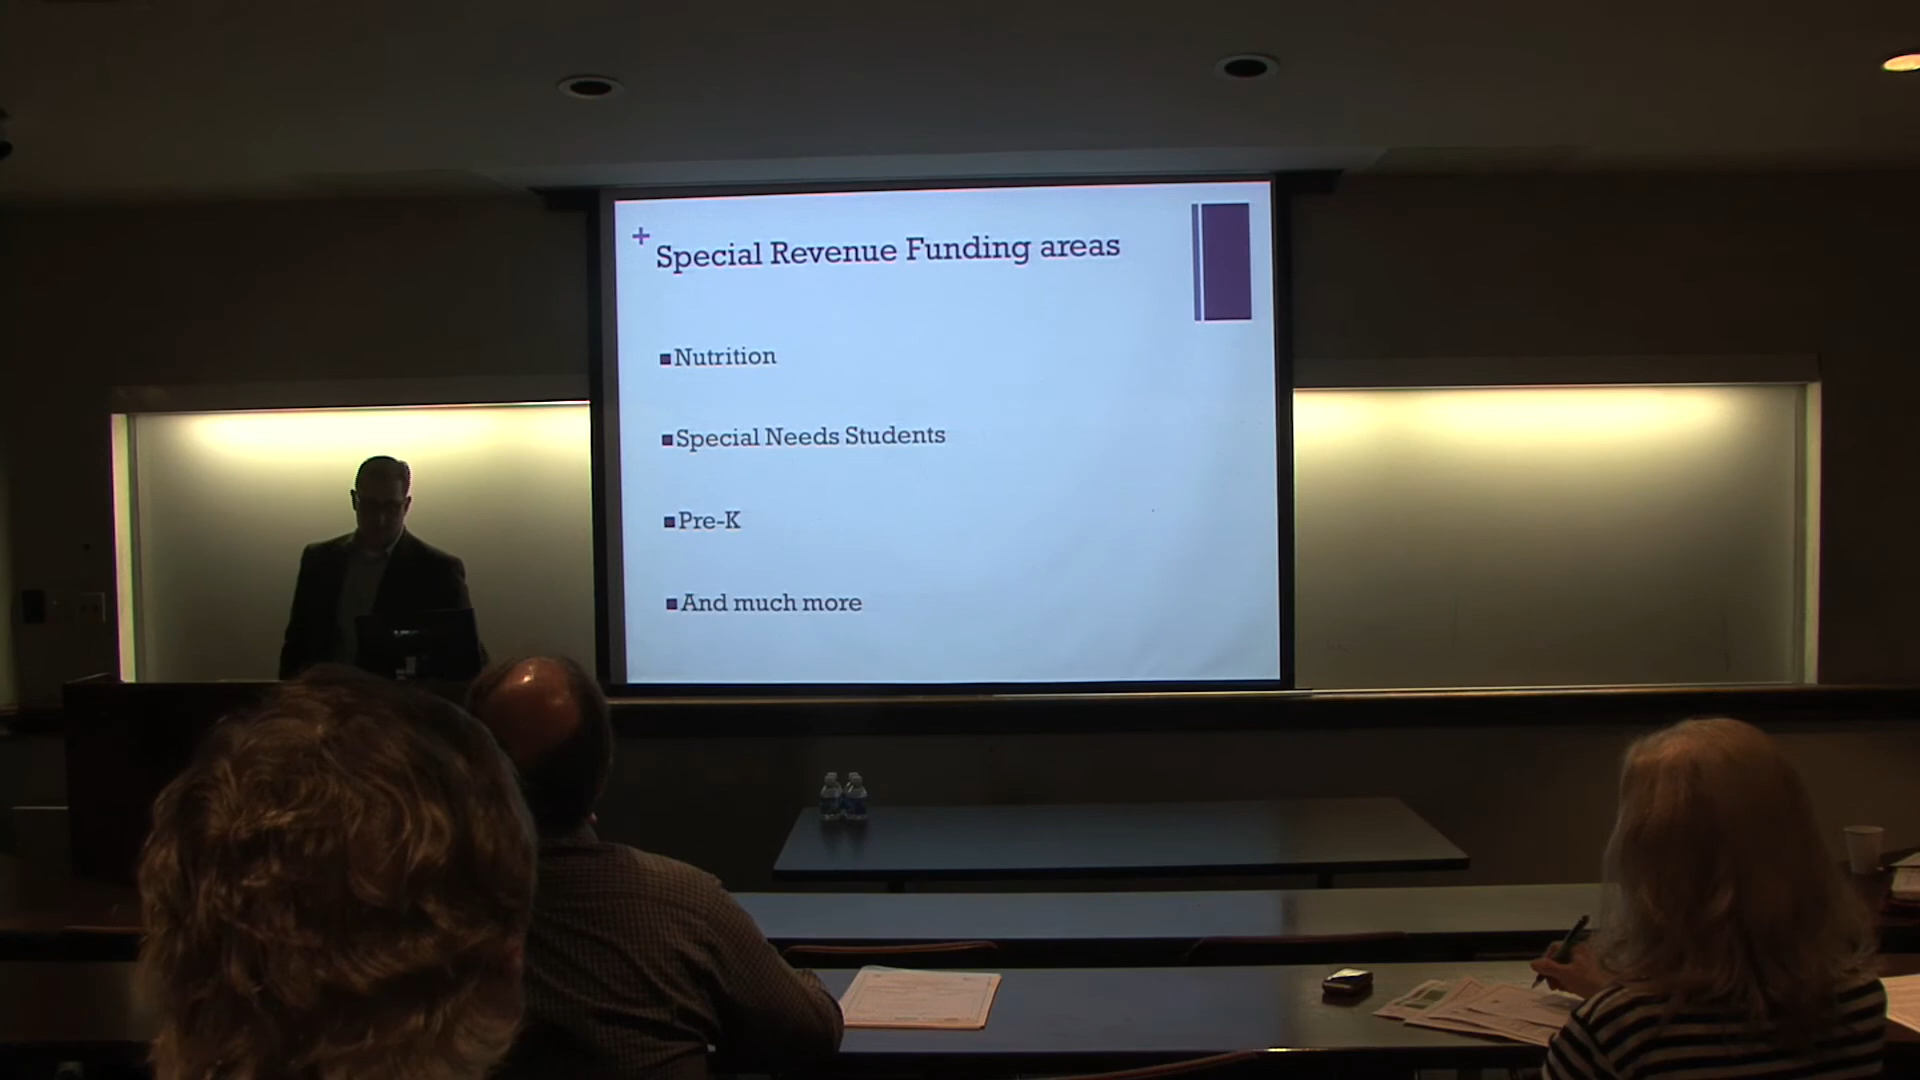 +
Special Revenue Funding areas
Nutrition
Special Needs Students
Pre-K
And much more